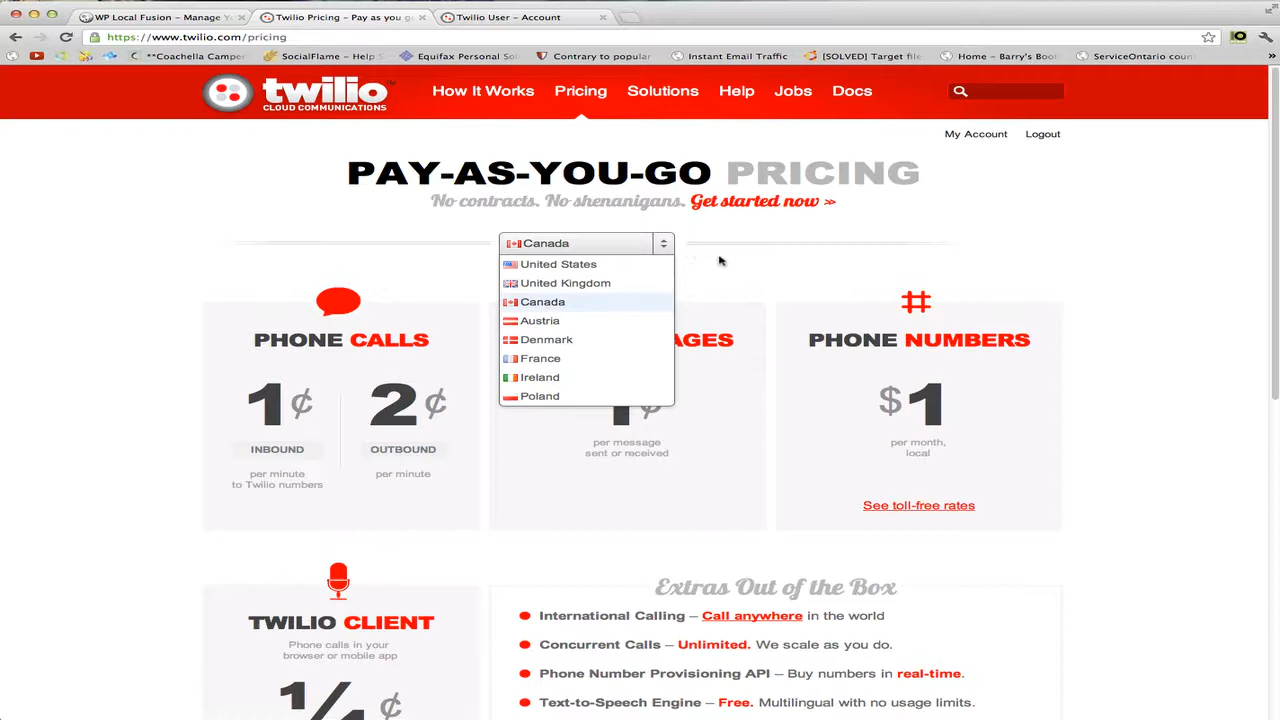 WP Local Fusion – Manage Y
Twilio Pricing – Pay as you go
Twilio User – Account
https://www.twilio.com/pricing
**Coachella Camper
SocialFlame – Help S
Equifax Personal Sol
Contrary to popular
Instant Email Traffic
[SOLVED] Target file
Home – Barry's Boot
ServiceOntario coun
»
twilio
CLOUD COMMUNICATIONS
How It Works
Pricing
Solutions
Help
Jobs
Docs
My Account
Logout
PAY-AS-YOU-GO PRICING
No contracts. No shenanigans. Get started now »
Canada
United States
United Kingdom
Canada
Austria
Denmark
France
Ireland
Poland
PHONE CALLS
1¢
INBOUND
per minute
to Twilio numbers
2¢
OUTBOUND
per minute
AGES
1¢
per message
sent or received
PHONE NUMBERS
$1
per month,
local
See toll-free rates
TWILIO CLIENT
Phone calls in your
browser or mobile app
1/4¢
Extras Out of the Box
International Calling – Call anywhere in the world
Concurrent Calls – Unlimited. We scale as you do.
Phone Number Provisioning API – Buy numbers in real-time.
Text-to-Speech Engine – Free. Multilingual with no usage limits.